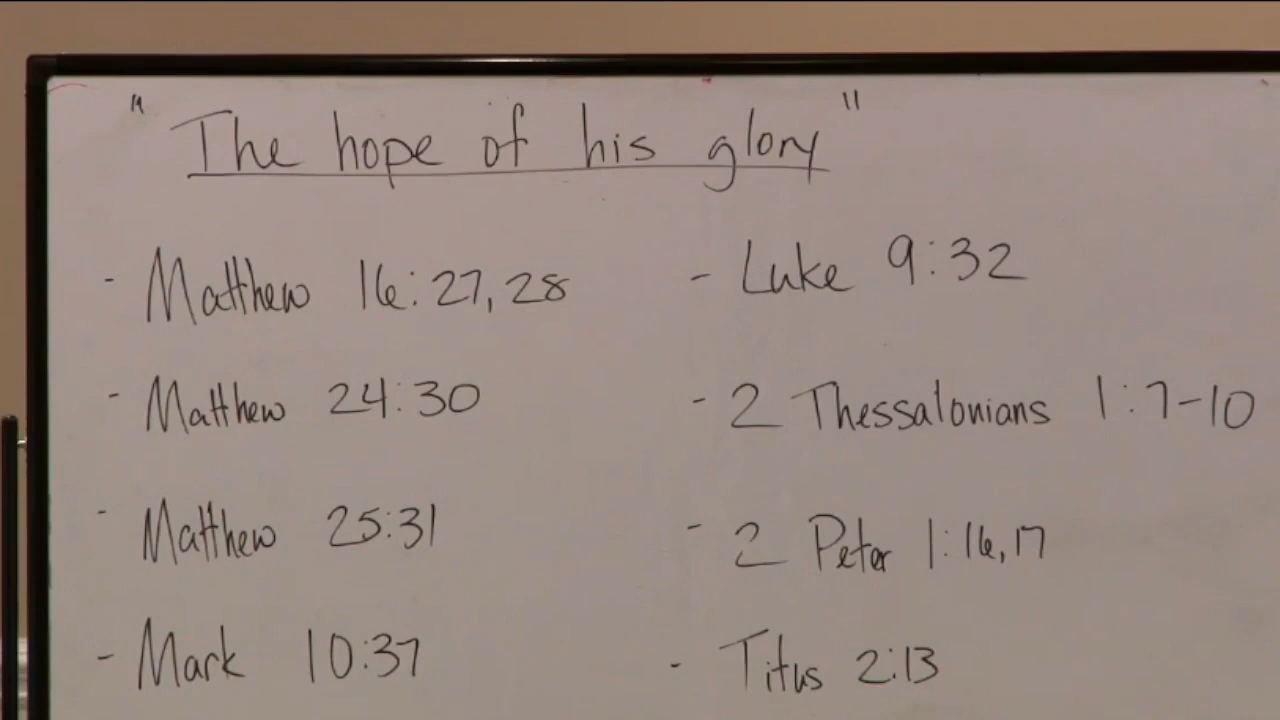 "The hope of his glory"
- Matthew 16:27,28
- Matthew 24:30
- Matthew 25:31
- Mark 10:37
- Luke 9:32
- 2 Thessalonians 1:7-10
- 2 Peter 1:16,17
- Titus 2:13